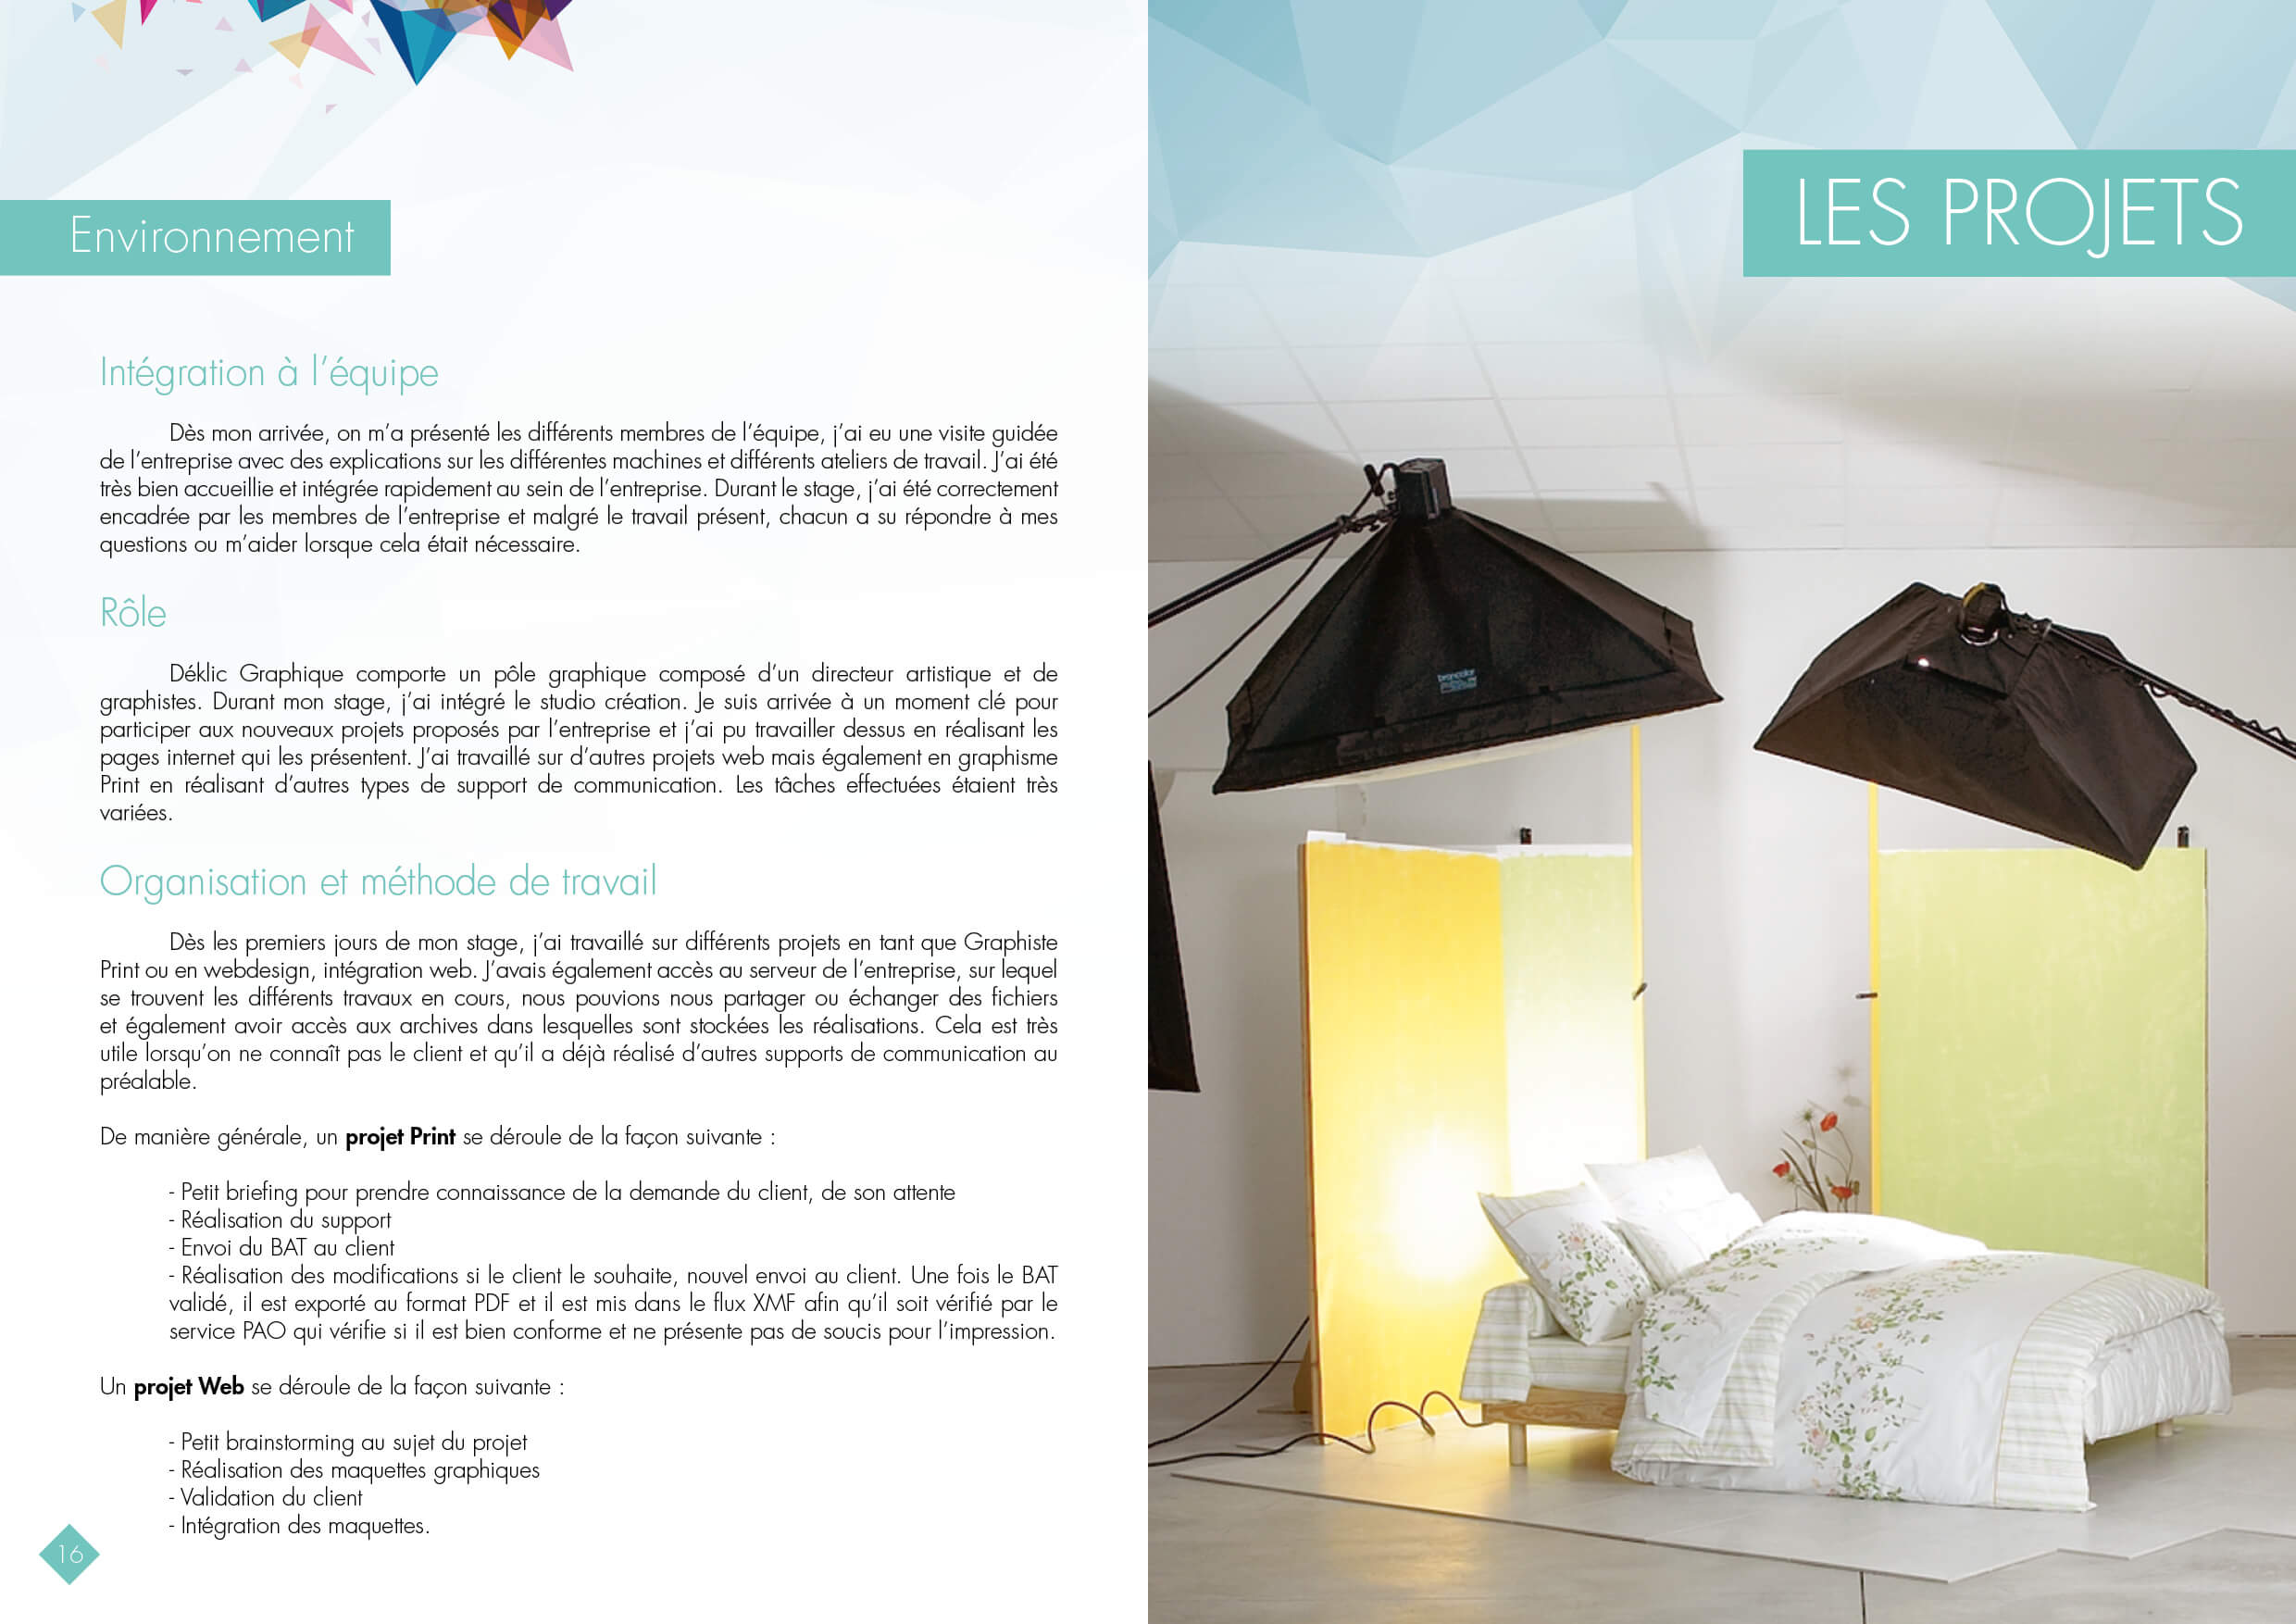 Environnement
Intégration à l'équipe
Dès mon arrivée, on m'a présenté les différents membres de l'équipe, j'ai eu une visite guidée
de l'entreprise avec des explications sur les différentes machines et différents ateliers de travail. J'ai été
très bien accueillie et intégrée rapidement au sein de l'entreprise. Durant le stage, j'ai été correctement
encadrée par les membres de l'entreprise et malgré le travail présent, chacun a su répondre à mes
questions ou m'aider lorsque cela était nécessaire.
Rôle
Déklic Graphique comporte un pôle graphique composé d'un directeur artistique et de
graphistes. Durant mon stage, j'ai intégré le studio création. Je suis arrivée à un moment clé pour
participer aux nouveaux projets proposés par l'entreprise et j'ai pu travailler dessus en réalisant les
pages internet qui les présentent. J'ai travaillé sur d'autres projets web mais également en graphisme
Print en réalisant d'autres types de support de communication. Les tâches effectuées étaient très
variées.
Organisation et méthode de travail
Dès les premiers jours de mon stage, j'ai travaillé sur différents projets en tant que Graphiste
Print ou en webdesign, intégration web. J'avais également accès au serveur de l'entreprise, sur lequel
se trouvent les différents travaux en cours, nous pouvions nous partager ou échanger des fichiers
et également avoir accès aux archives dans lesquelles sont stockées les réalisations. Cela est très
utile lorsqu'on ne connaît pas le client et qu'il a déjà réalisé d'autres supports de communication au
préalable.
De manière générale, un projet Print se déroule de la façon suivante :
- Petit briefing pour prendre connaissance de la demande du client, de son attente
- Réalisation du support
- Envoi du BAT au client
- Réalisation des modifications si le client le souhaite, nouvel envoi au client. Une fois le BAT
validé, il est exporté au format PDF et il est mis dans le flux XMF afin qu'il soit vérifié par le
service PAO qui vérifie si il est bien conforme et ne présente pas de soucis pour l'impression.
Un projet Web se déroule de la façon suivante :
- Petit brainstorming au sujet du projet
- Réalisation des maquettes graphiques
- Validation du client
- Intégration des maquettes.
16
LES PROJETS
broncolor